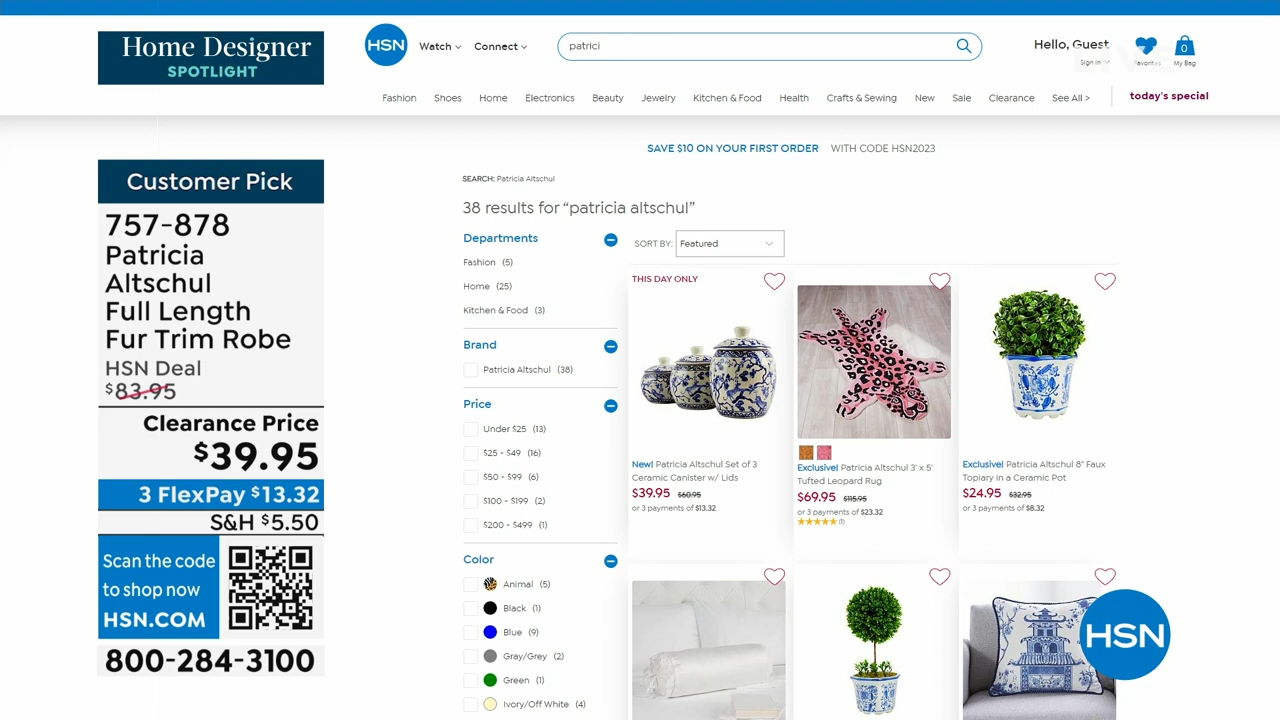 Home Designer
SPOTLIGHT
HSN
Watch
Connect
patrici
Hello, Guest
Sign In
Favorites
0
My Bag
Fashion
Shoes
Home
Electronics
Beauty
Jewelry
Kitchen & Food
Health
Crafts & Sewing
New
Sale
Clearance
See All >
today's special
SAVE $10 ON YOUR FIRST ORDER WITH CODE HSN2023
Customer Pick
757-878
Patricia
Altschul
Full Length
Fur Trim Robe
HSN Deal
$83.95
Clearance Price
$39.95
3 FlexPay $13.32
S&H $5.50
Scan the code
to shop now
HSN.COM
800-284-3100
SEARCH: Patricia Altschul
38 results for “patricia altschul”
Departments
Fashion (5)
Home (25)
Kitchen & Food (3)
Brand
Patricia Altschul (38)
Price
Under $25 (13)
$25 - $49 (16)
$50 - $99 (6)
$100 - $199 (2)
$200 - $499 (1)
Color
Animal (5)
Black (1)
Blue (9)
Gray/Grey (2)
Green (1)
Ivory/Off White (4)
SORT BY: Featured
THIS DAY ONLY
New! Patricia Altschul Set of 3
Ceramic Canister w/ Lids
$39.95 $60.95
or 3 payments of $13.32
Exclusive! Patricia Altschul 3' x 5'
Tufted Leopard Rug
$69.95 $115.95
or 3 payments of $23.32
(1)
Exclusive! Patricia Altschul 8" Faux
Topiary in a Ceramic Pot
$24.95 $32.95
or 3 payments of $8.32
HSN